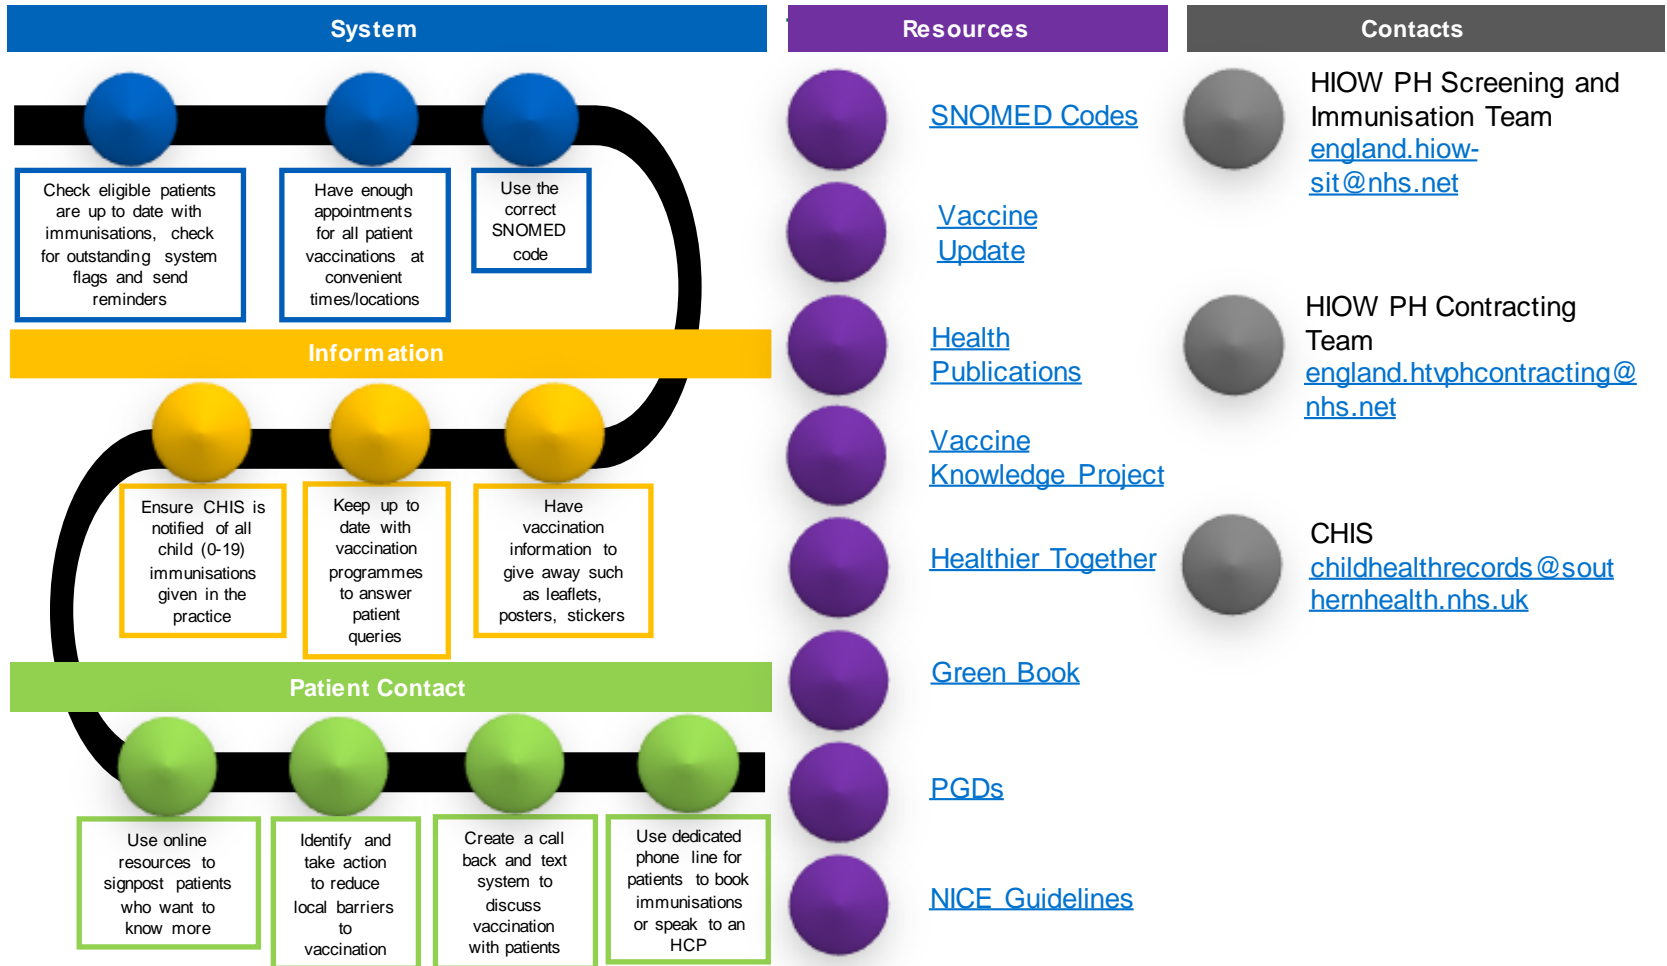 System
Check eligible patients
are up to date with
immunisations, check
for outstanding system
flags and send
reminders
Have enough
appointments
for all patient
vaccinations at
convenient
times/locations
Use the
correct
SNOMED
code
Information
Ensure CHIS is
notified of all
child (0-19)
immunisations
given in the
practice
Keep up to
date with
vaccination
programmes
to answer
patient
queries
Have
vaccination
information to
give away such
as leaflets,
posters, stickers
Patient Contact
Use online
resources to
signpost patients
who want to
know more
Identify and
take action
to reduce
local barriers
to
vaccination
Create a call
back and text
system to
discuss
vaccination
with patients
Use dedicated
phone line for
patients to book
immunisations
or speak to an
HCP
Resources
SNOMED Codes
Vaccine
Update
Health
Publications
Vaccine
Knowledge Project
Healthier Together
Green Book
PGDs
NICE Guidelines
Contacts
HIOW PH Screening and
Immunisation Team
england.hiow-
sit@nhs.net
HIOW PH Contracting
Team
england.htvphcontracting@
nhs.net
CHIS
childhealthrecords@sout
hernhealth.nhs.uk